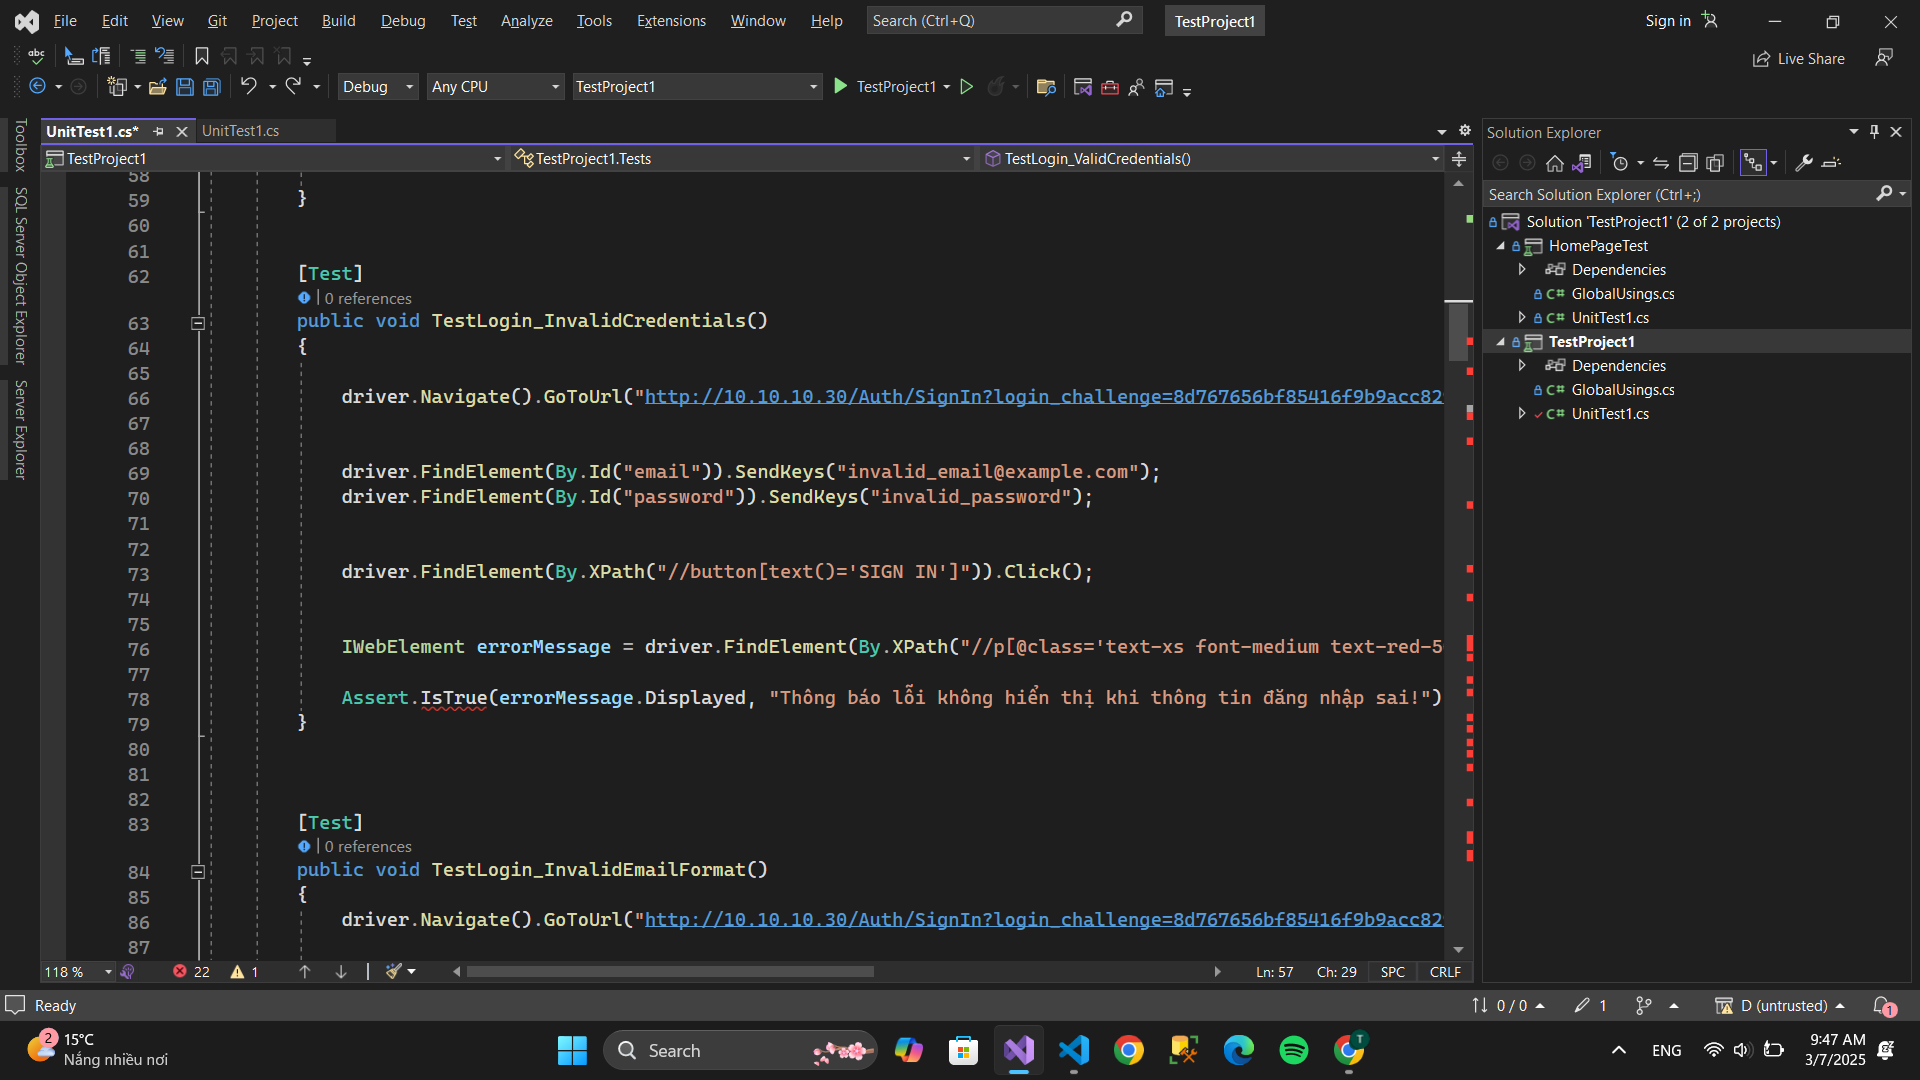 File Edit View Git Project Build Debug Test Analyze Tools Extensions Window Help Search (Ctrl+Q) TestProject1 Sign in
Live Share
Debug Any CPU TestProject1 TestProject1
Toolbox
SQL Server Object Explorer
Server Explorer
UnitTest1.cs* UnitTest1.cs
TestProject1 TestProject1.Tests TestLogin_ValidCredentials()
58
59 }
60
61
62 [Test]
0 references
63 public void TestLogin_InvalidCredentials()
64 {
65
66 driver.Navigate().GoToUrl("http://10.10.10.30/Auth/SignIn?login_challenge=8d767656bf85416f9b9acc82
67
68
69 driver.FindElement(By.Id("email")).SendKeys("invalid_email@example.com");
70 driver.FindElement(By.Id("password")).SendKeys("invalid_password");
71
72
73 driver.FindElement(By.XPath("//button[text()='SIGN IN']")).Click();
74
75
76 IWebElement errorMessage = driver.FindElement(By.XPath("//p[@class='text-xs font-medium text-red-5
77
78 Assert.IsTrue(errorMessage.Displayed, "Thông báo lỗi không hiển thị khi thông tin đăng nhập sai!")
79 }
80
81
82
83 [Test]
0 references
84 public void TestLogin_InvalidEmailFormat()
85 {
86 driver.Navigate().GoToUrl("http://10.10.10.30/Auth/SignIn?login_challenge=8d767656bf85416f9b9acc82
87
118 % 22 1 Ln: 57 Ch: 29 SPC CRLF
Solution Explorer
Search Solution Explorer (Ctrl+;)
Solution 'TestProject1' (2 of 2 projects)
HomePageTest
Dependencies
C# GlobalUsings.cs
C# UnitTest1.cs
TestProject1
Dependencies
C# GlobalUsings.cs
C# UnitTest1.cs
Ready 0 / 0 1 D (untrusted) 1
2 15°C
Nắng nhiều nơi
Search
T
ENG
9:47 AM
3/7/2025